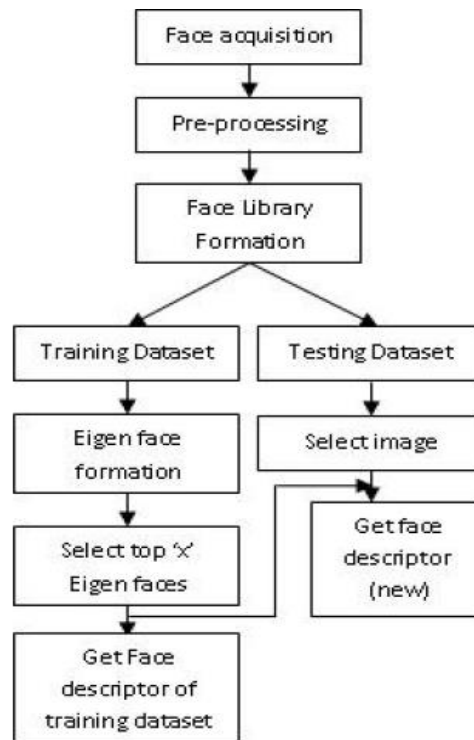 Face acquisition
Pre-processing
Face Library
Formation
Training Dataset
Testing Dataset
Eigen face
formation
Select image
Select top ‘x’
Eigen faces
Get face
descriptor
(new)
Get Face
descriptor of
training dataset